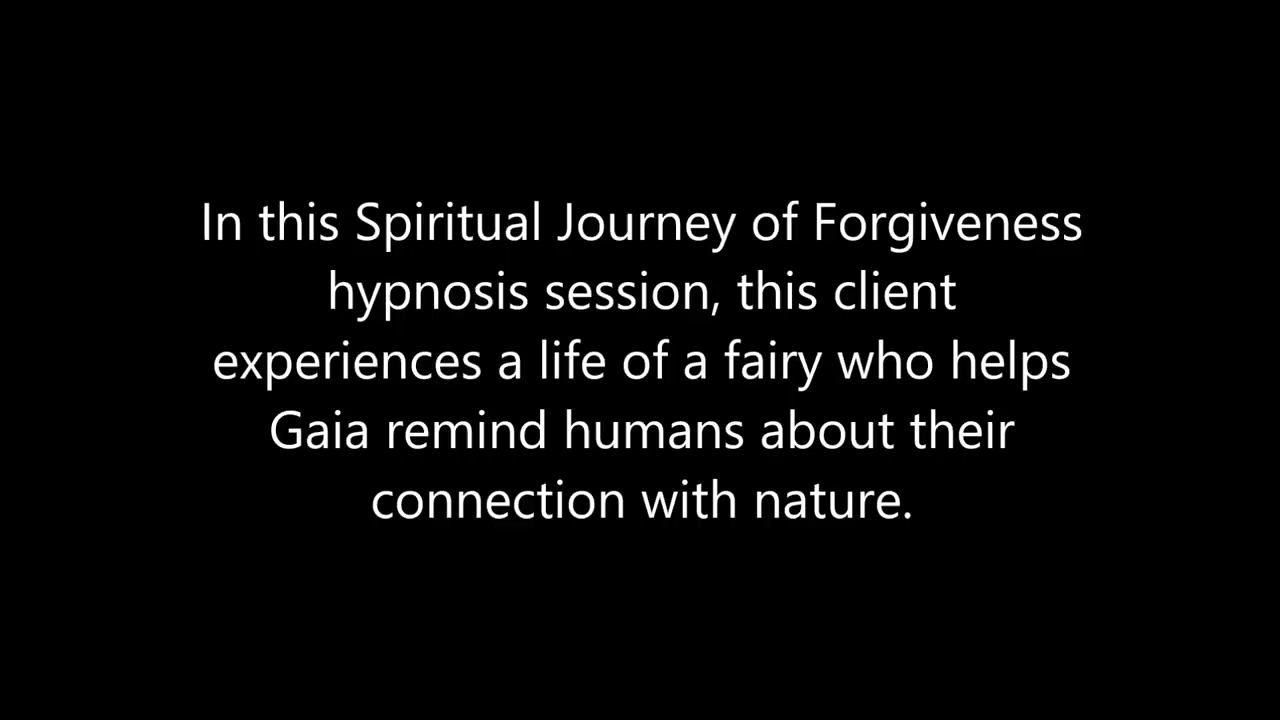 In this Spiritual Journey of Forgiveness
hypnosis session, this client
experiences a life of a fairy who helps
Gaia remind humans about their
connection with nature.